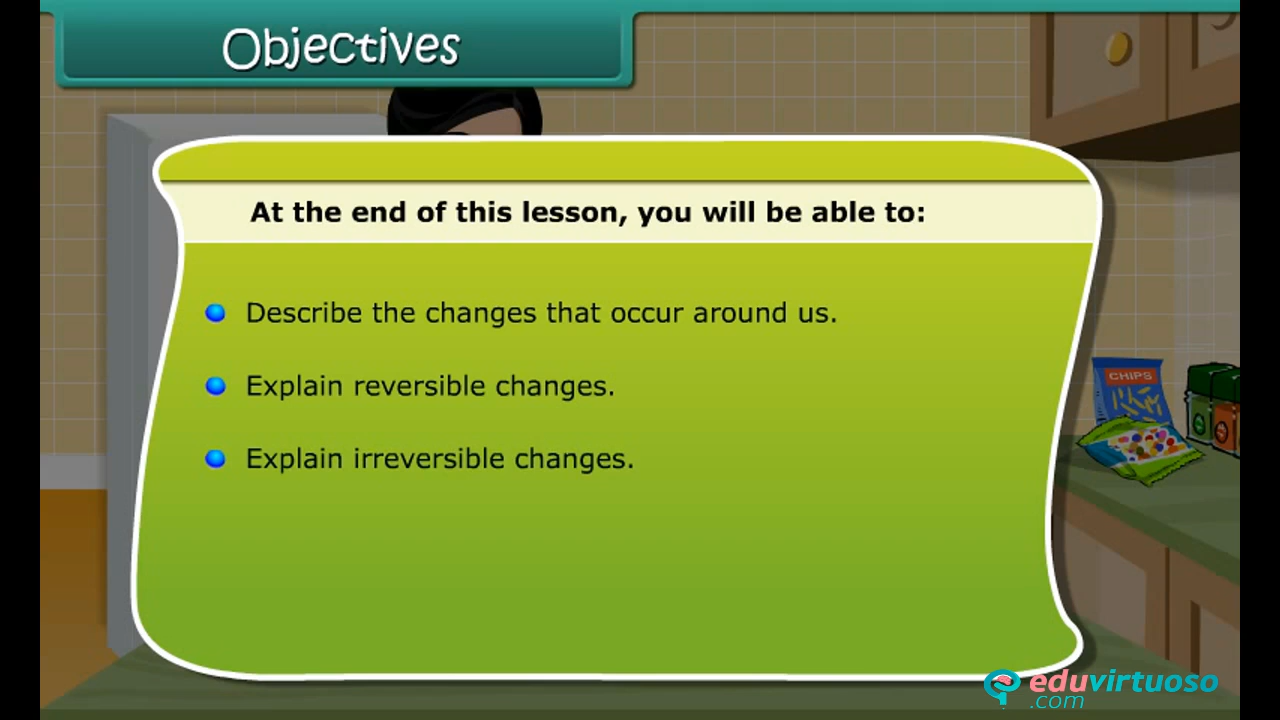 Objectives
At the end of this lesson, you will be able to:
Describe the changes that occur around us.
Explain reversible changes.
Explain irreversible changes.
CHIPS
eduvirtuoso
.com